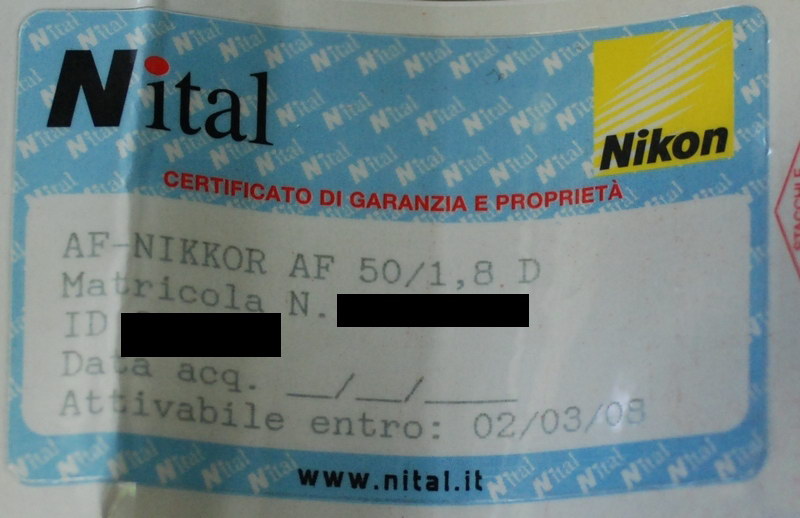 Nital
Nikon
CERTIFICATO DI GARANZIA E PROPRIETÀ
AF-NIKKOR AF 50/1,8 D
Matricola N.
ID
Data acq. __/__/____
Attivabile entro: 02/03/08
www.nital.it
STACCHI